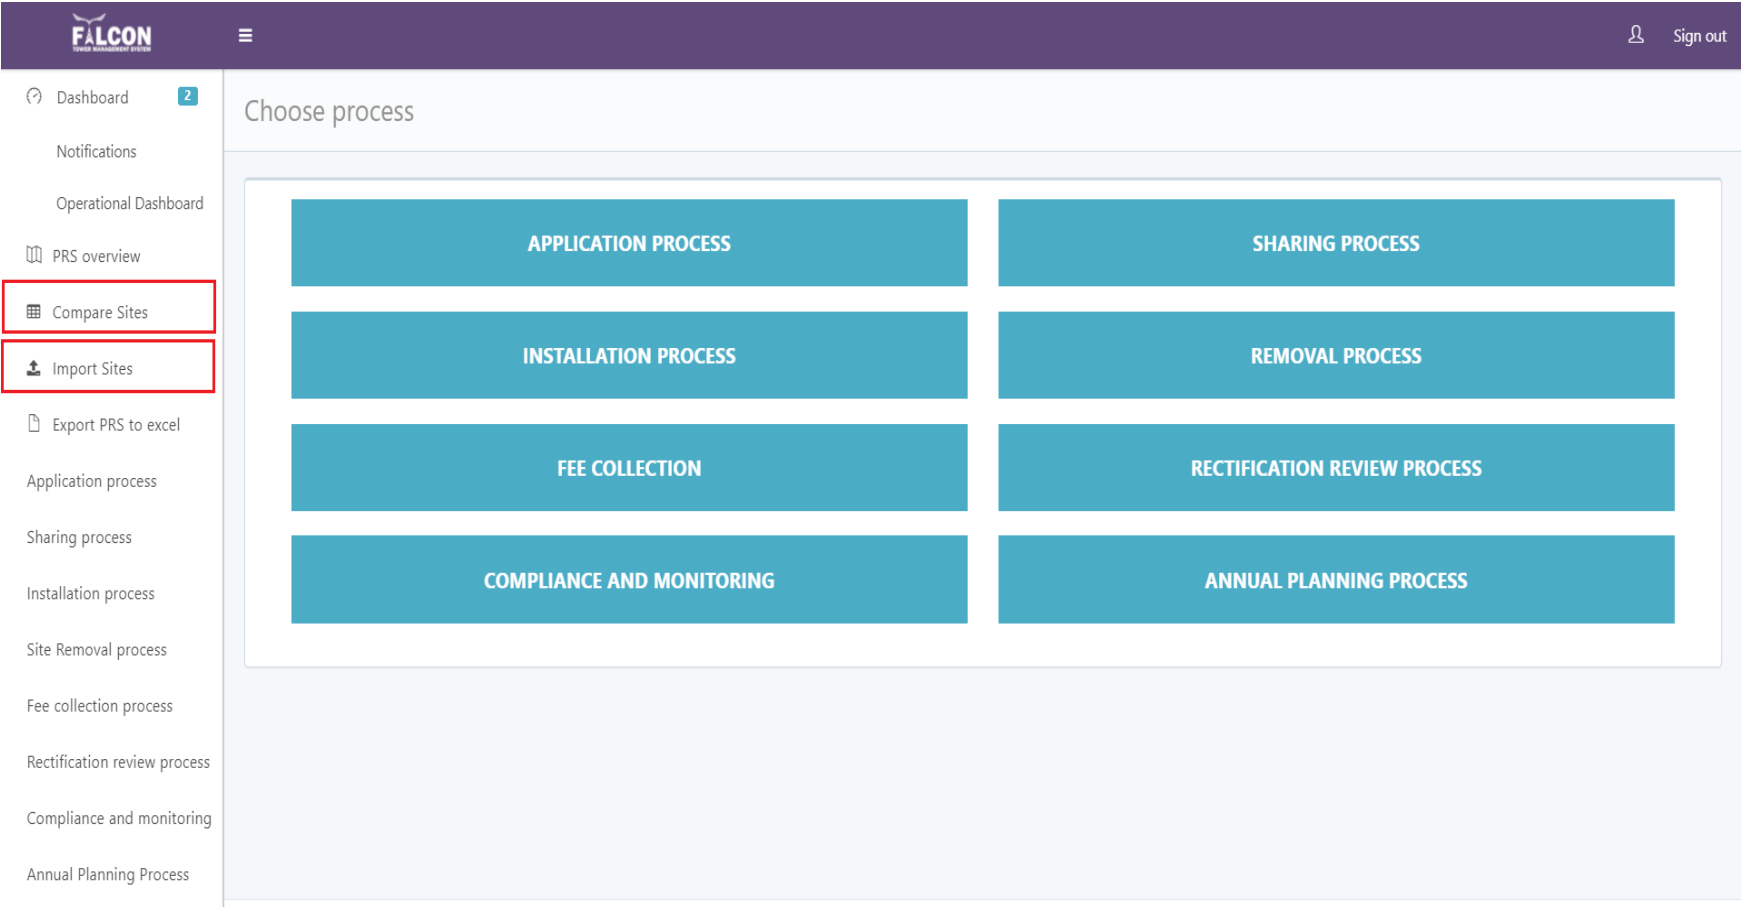 FALCON
TOWER MANAGEMENT SYSTEM
Sign out
Dashboard 2
Notifications
Operational Dashboard
PRS overview
Compare Sites
Import Sites
Export PRS to excel
Application process
Sharing process
Installation process
Site Removal process
Fee collection process
Rectification review process
Compliance and monitoring
Annual Planning Process
Choose process
APPLICATION PROCESS
SHARING PROCESS
INSTALLATION PROCESS
REMOVAL PROCESS
FEE COLLECTION
RECTIFICATION REVIEW PROCESS
COMPLIANCE AND MONITORING
ANNUAL PLANNING PROCESS